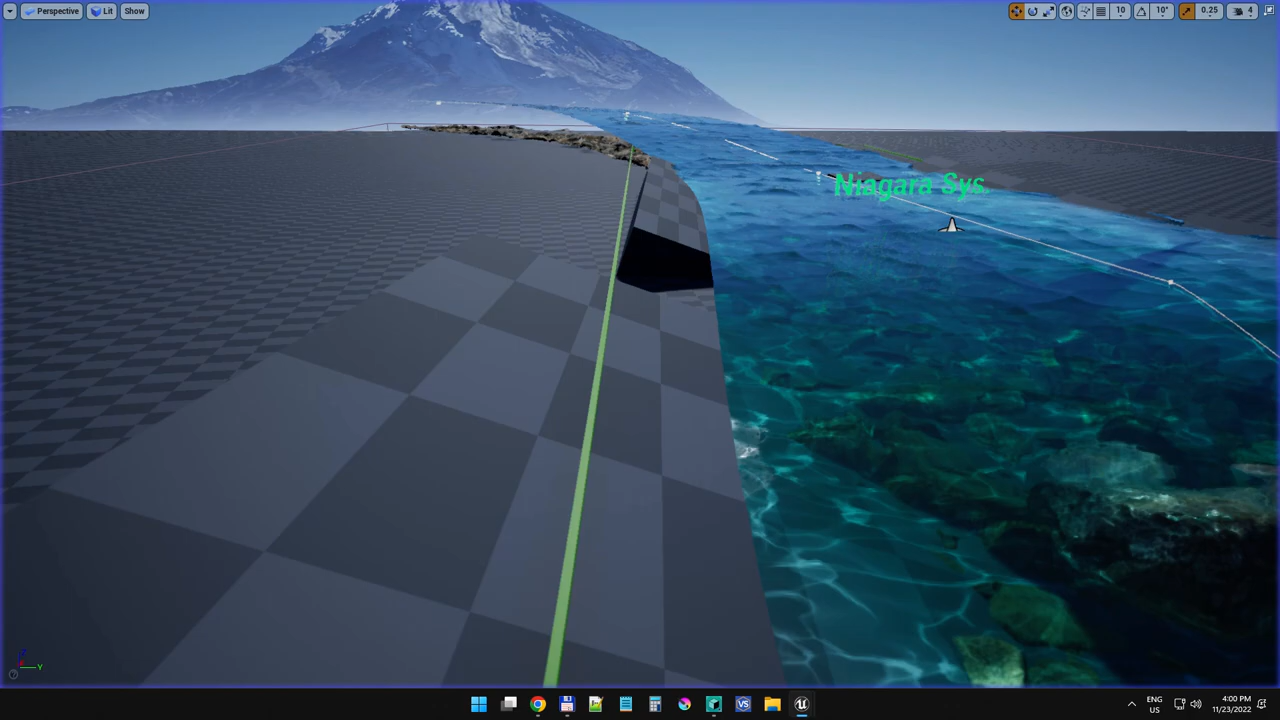 Perspective Lit Show 10 10° 0.25 4
Niagara Sys.
Z
Y
ENG
US
4:00 PM
11/23/2022